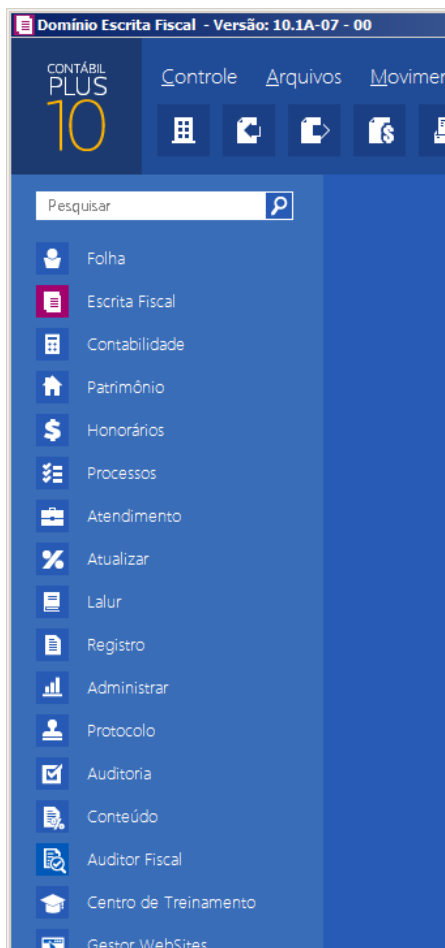 Domínio Escrita Fiscal - Versão: 10.1A-07 - 00
CONTÁBIL
PLUS
10
Controle Arquivos Movimen
Pesquisar
Folha
Escrita Fiscal
Contabilidade
Patrimônio
Honorários
Processos
Atendimento
Atualizar
Lalur
Registro
Administrar
Protocolo
Auditoria
Conteúdo
Auditor Fiscal
Centro de Treinamento
Gestor WebSites